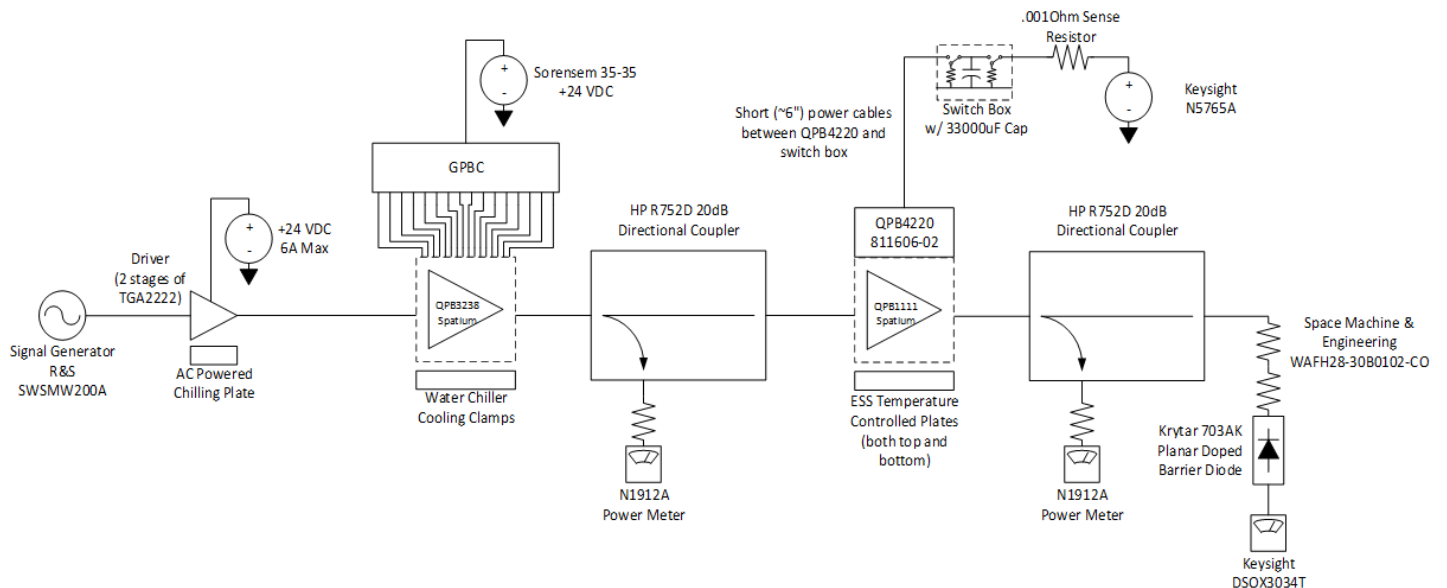 .001Ohm Sense
Resistor
+
-
Sorensem 35-35
+24 VDC
+
-
Keysight
N5765A
Short (~6") power cables
between QPB4220 and
switch box
Switch Box
w/ 33000uF Cap
GPBC
HP R752D 20dB
Directional Coupler
QPB4220
811606-02
HP R752D 20dB
Directional Coupler
+
-
+24 VDC
6A Max
Driver
(2 stages of
TGA2222)
QPB3238
Spatium
QPB1111
Spatium
Signal Generator
R&S
SWSMW200A
AC Powered
Chilling Plate
Water Chiller
Cooling Clamps
ESS Temperature
Controlled Plates
(both top and
bottom)
Space Machine &
Engineering
WAFH28-30B0102-CO
Krytar 703AK
Planar Doped
Barrier Diode
N1912A
Power Meter
N1912A
Power Meter
Keysight
DSOX3034T